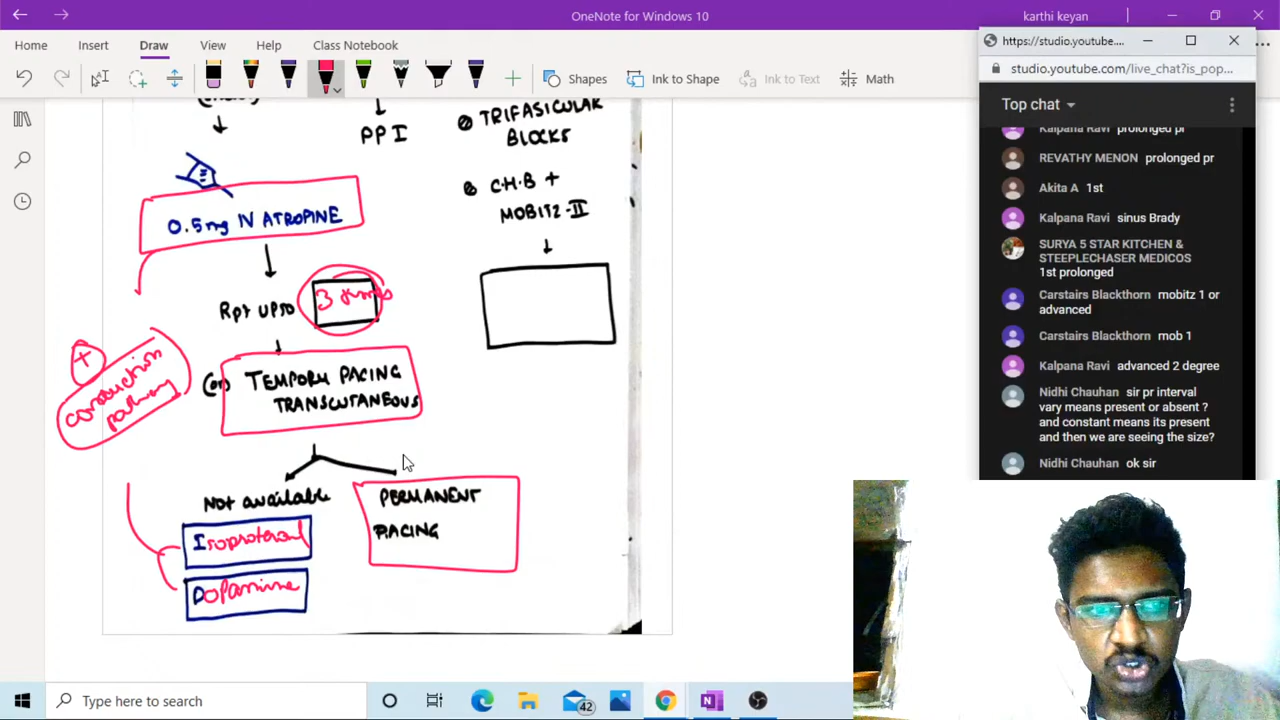 OneNote for Windows 10
karthi keyan
Home
Insert
Draw
View
Help
Class Notebook
Shapes
Ink to Shape
Ink to Text
Math
PPI
TRIFASICULAR
BLOCKS
C.H.B +
MOBITZ-II
0.5mg IV ATROPINE
Rpt upto
3
+
conduction
pathway
(or) TEMPORY PACING
TRANSCUTANEOUS
Not available
Isoproterenol
Dopamine
PERMANENT
PACING
https://studio.youtube....
studio.youtube.com/live_chat?is_pop...
Top chat
Kalpana Ravi prolonged pr
REVATHY MENON prolonged pr
Akita A 1st
Kalpana Ravi sinus Brady
SURYA 5 STAR KITCHEN &
STEEPLECHASER MEDICOS
1st prolonged
Carstairs Blackthorn mobitz 1 or
advanced
Carstairs Blackthorn mob 1
Kalpana Ravi advanced 2 degree
Nidhi Chauhan sir pr interval
vary means present or absent ?
and constant means its present
and then we are seeing the size?
Nidhi Chauhan ok sir
Type here to search
42